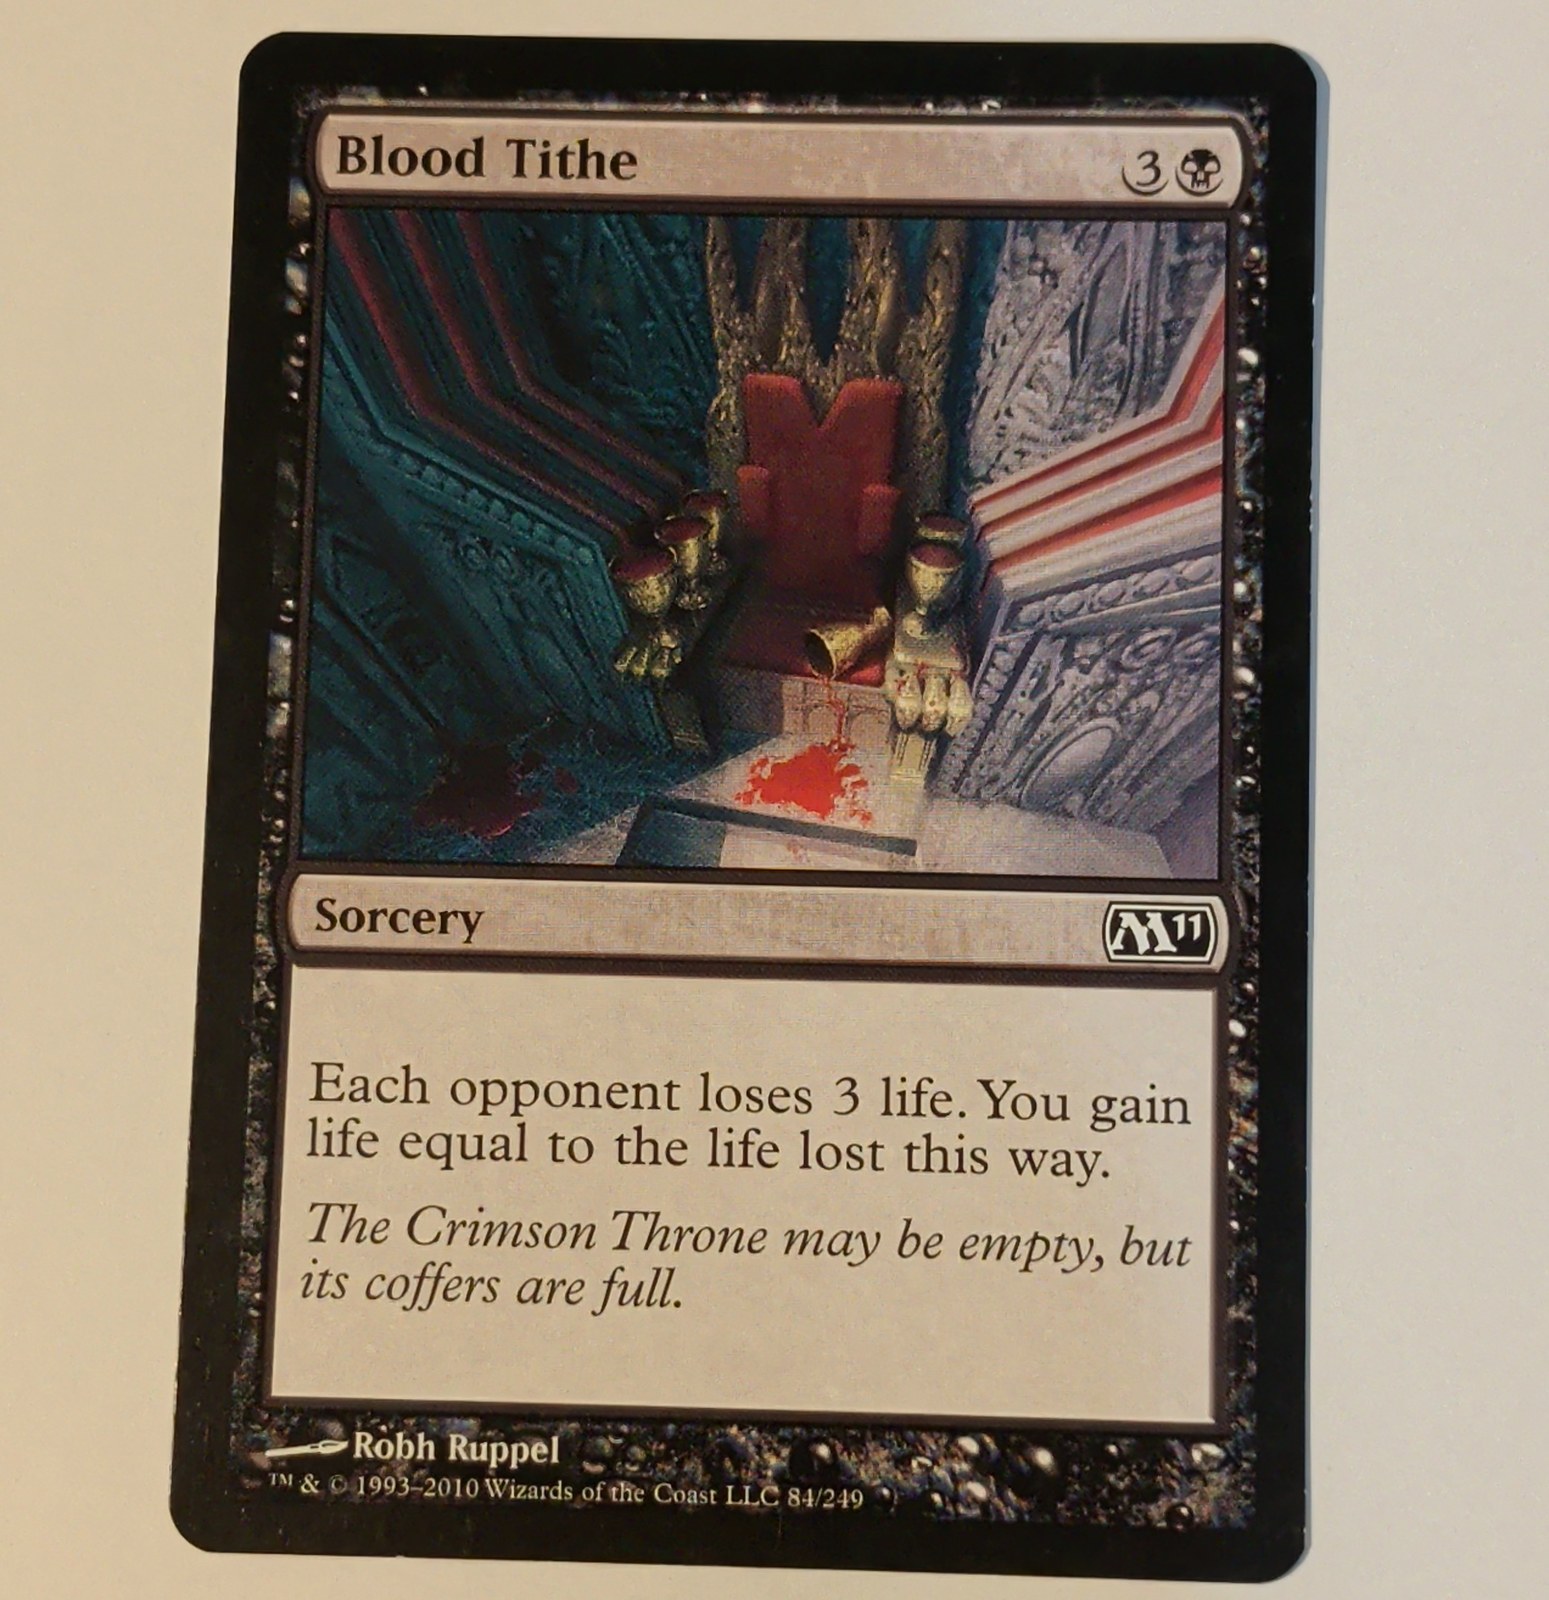 Blood Tithe 3
Sorcery M11
Each opponent loses 3 life. You gain
life equal to the life lost this way.
The Crimson Throne may be empty, but
its coffers are full.
Robh Ruppel
™ & © 1993–2010 Wizards of the Coast LLC 84/249